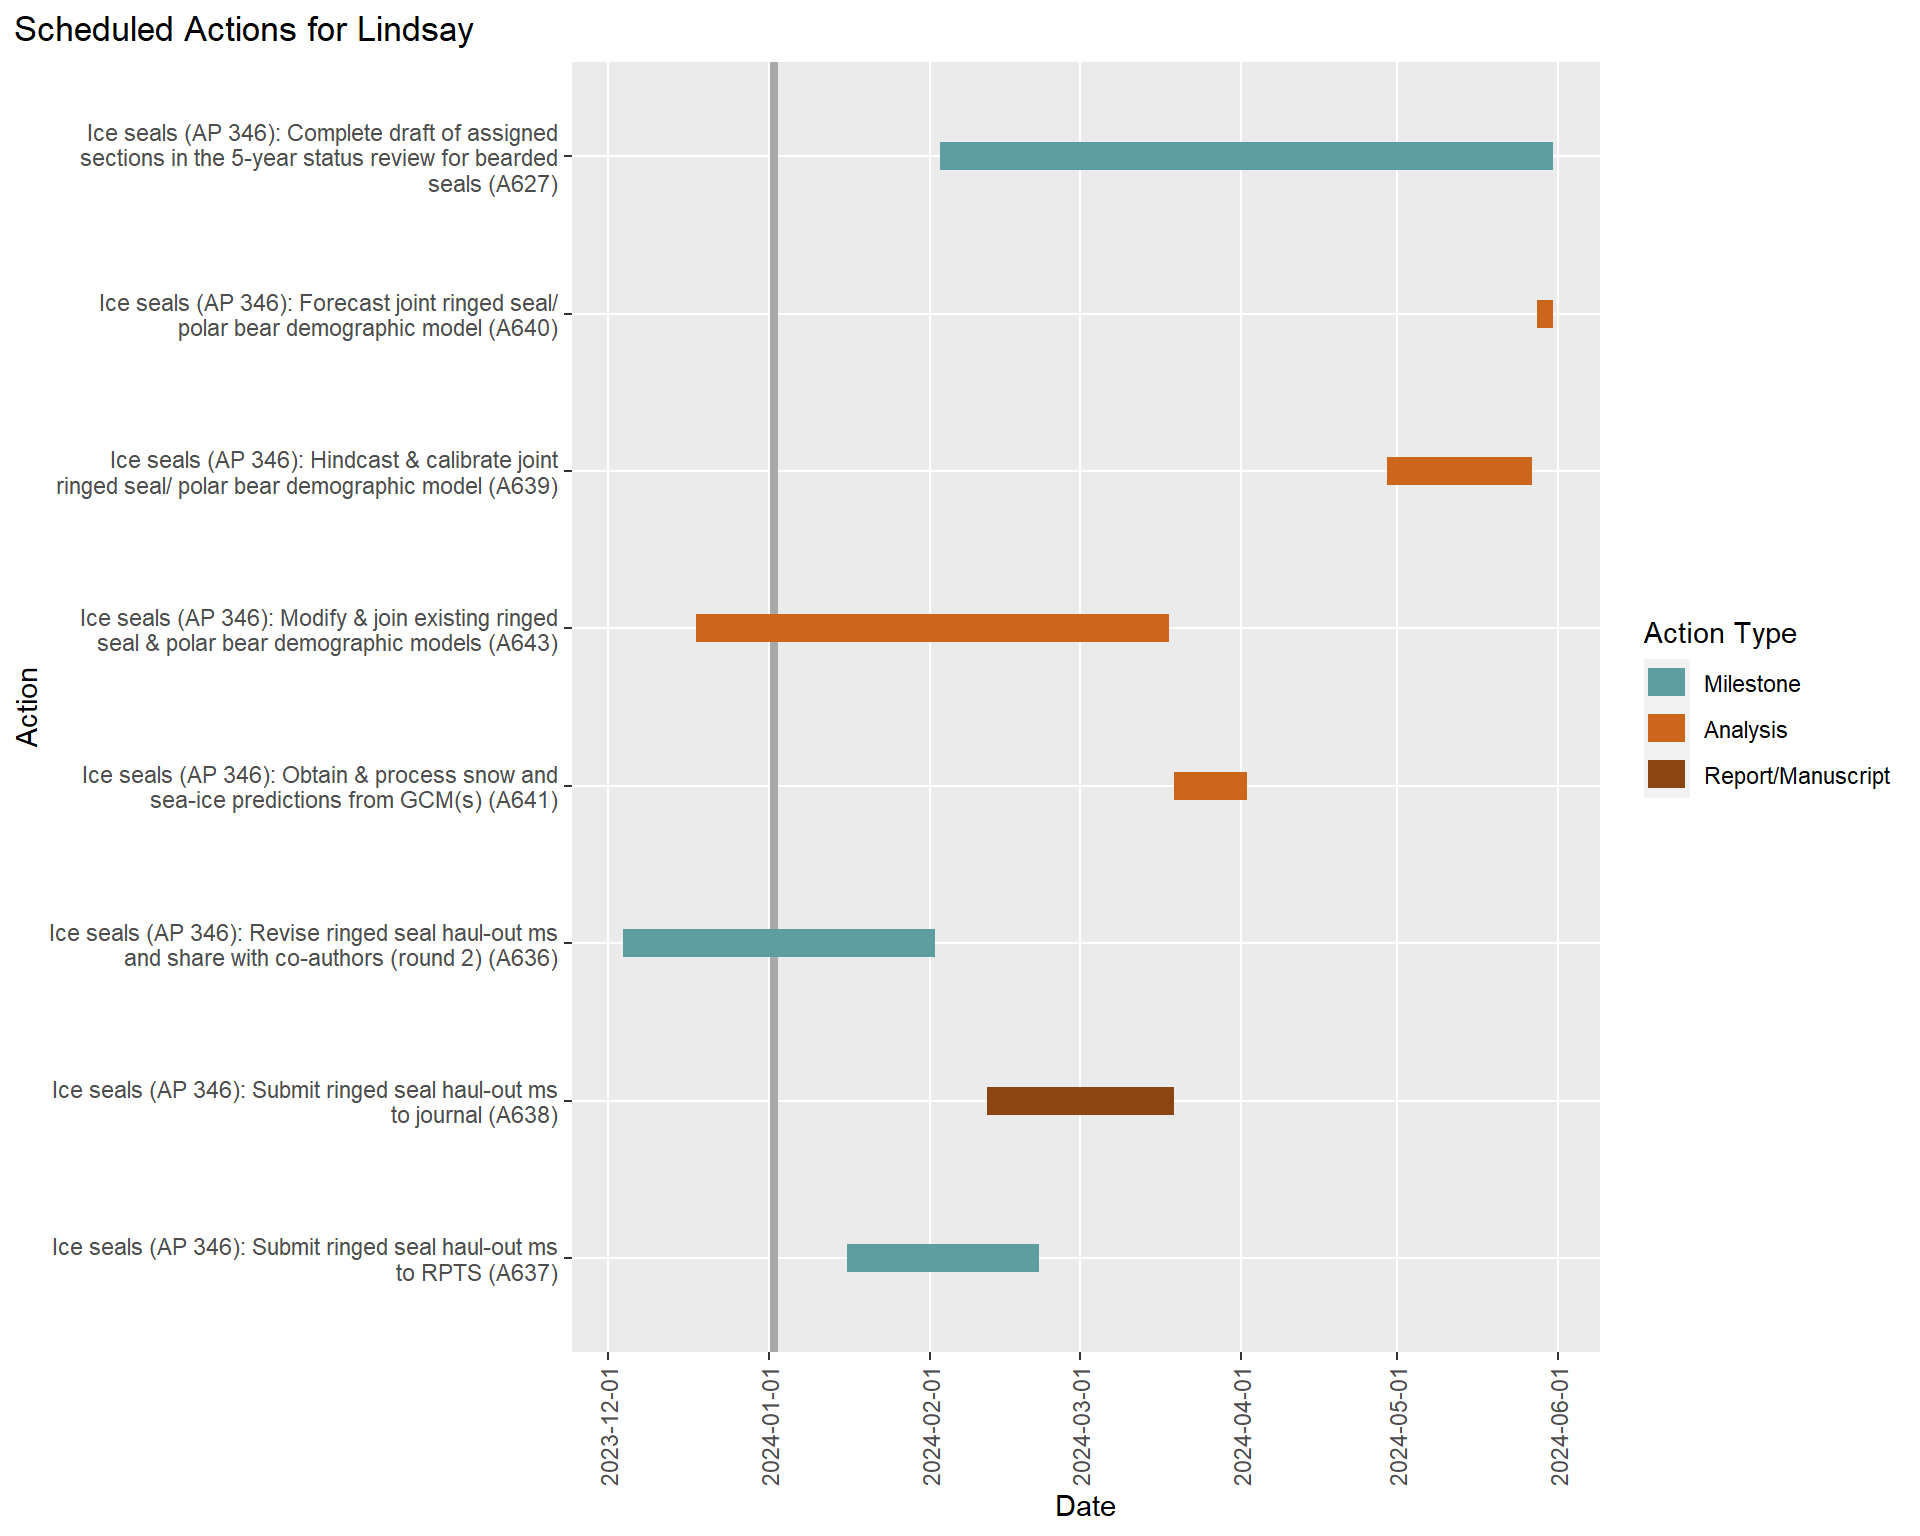 Scheduled Actions for Lindsay
Ice seals (AP 346): Complete draft of assigned
sections in the 5-year status review for bearded
seals (A627)
Ice seals (AP 346): Forecast joint ringed seal/
polar bear demographic model (A640)
Ice seals (AP 346): Hindcast & calibrate joint
ringed seal/ polar bear demographic model (A639)
Ice seals (AP 346): Modify & join existing ringed
seal & polar bear demographic models (A643)
Ice seals (AP 346): Obtain & process snow and
sea-ice predictions from GCM(s) (A641)
Ice seals (AP 346): Revise ringed seal haul-out ms
and share with co-authors (round 2) (A636)
Ice seals (AP 346): Submit ringed seal haul-out ms
to journal (A638)
Ice seals (AP 346): Submit ringed seal haul-out ms
to RPTS (A637)
Action
2023-12-01
2024-01-01
2024-02-01
2024-03-01
2024-04-01
2024-05-01
2024-06-01
Date
Action Type
Milestone
Analysis
Report/Manuscript